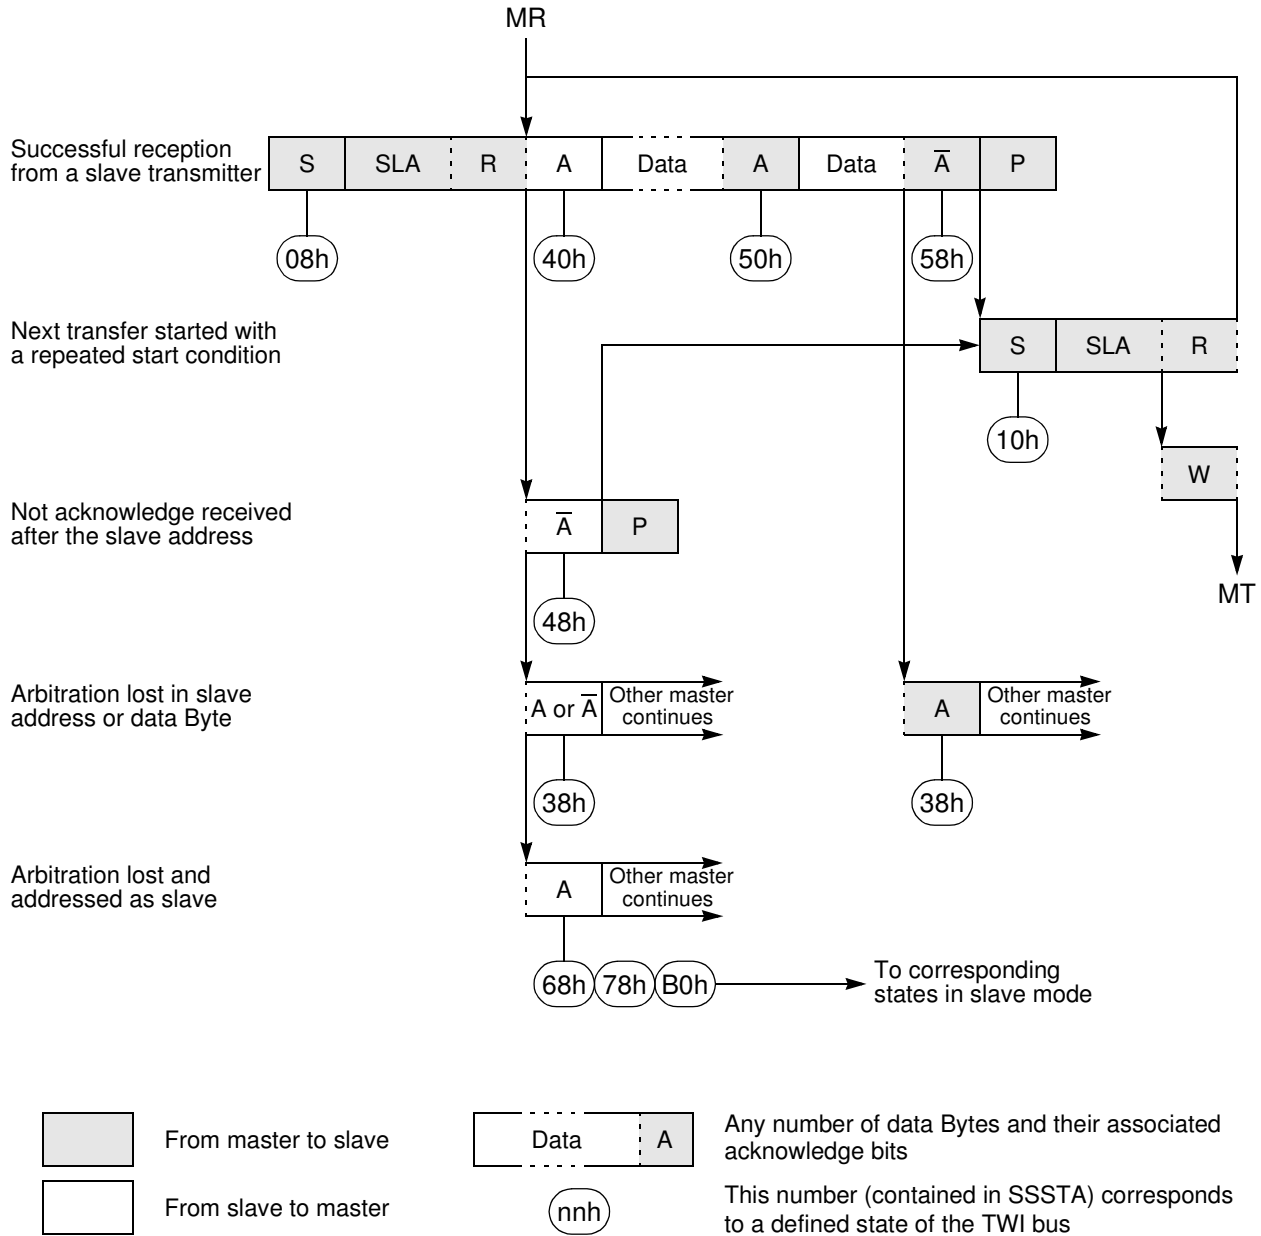 MR
Successful reception
from a slave transmitter
S SLA R A Data A Data A̅ P
08h 40h 50h 58h
Next transfer started with
a repeated start condition
S SLA R
10h
W
MT
Not acknowledge received
after the slave address
A̅ P
48h
Arbitration lost in slave
address or data Byte
A or A̅ Other master
continues
A Other master
continues
38h 38h
Arbitration lost and
addressed as slave
A Other master
continues
68h 78h B0h
To corresponding
states in slave mode
From master to slave
From slave to master
Data A
Any number of data Bytes and their associated
acknowledge bits
nnh
This number (contained in SSSTA) corresponds
to a defined state of the TWI bus